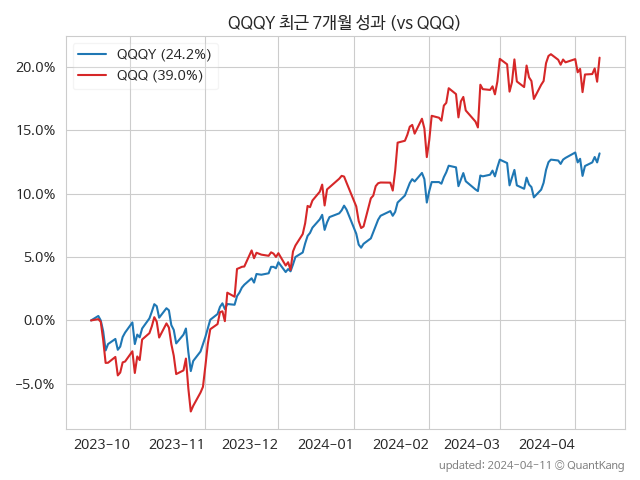 QQQY 최근 7개월 성과 (vs QQQ)
QQQY (24.2%)
QQQ (39.0%)
20.0%
15.0%
10.0%
5.0%
0.0%
−5.0%
2023−10 2023−11 2023−12 2024−01 2024−02 2024−03 2024−04
updated: 2024−04−11 © QuantKang